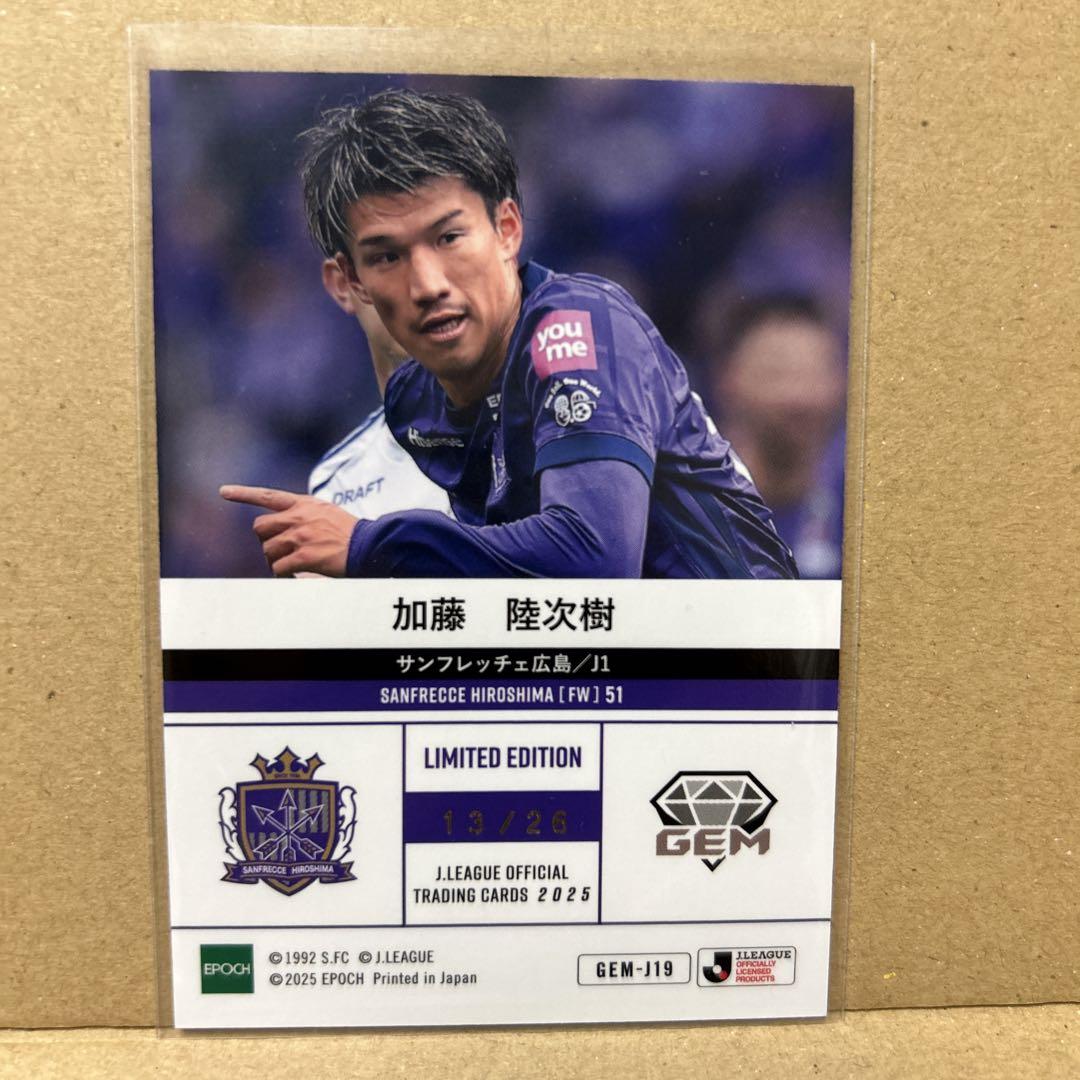 you
me
Hisense
DRAFT
加藤　陸次樹
サンフレッチェ広島／J1
SANFRECCE HIROSHIMA [ FW ] 51
SANFRECCE HIROSHIMA
LIMITED EDITION
13/26
J.LEAGUE OFFICIAL
TRADING CARDS 2025
GEM
EPOCH
©1992 S.FC ©J.LEAGUE
©2025 EPOCH Printed in Japan
GEM-J19
J.LEAGUE
OFFICIALLY
LICENSED
PRODUCTS